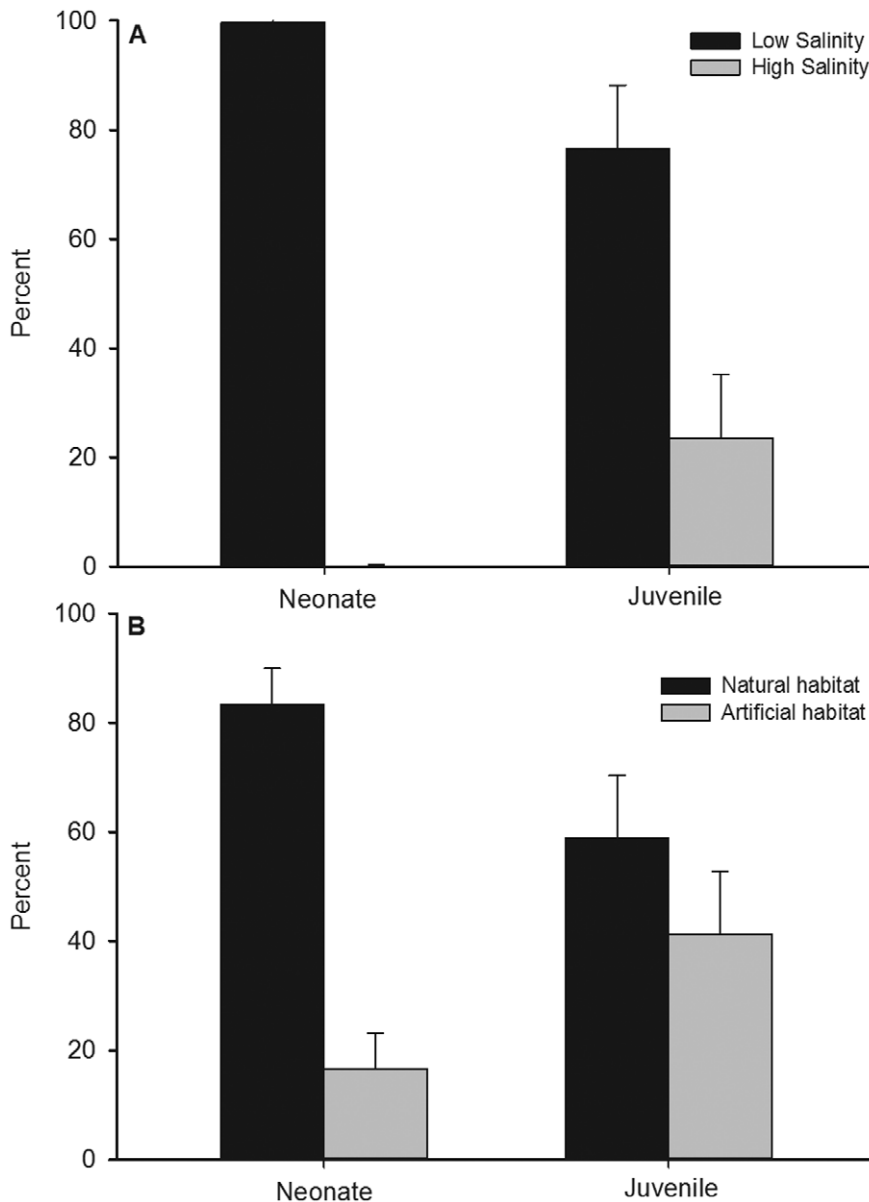 A
Low Salinity
High Salinity
100
80
60
40
20
0
Percent
Neonate Juvenile
B
Natural habitat
Artificial habitat
100
80
60
40
20
0
Percent
Neonate Juvenile